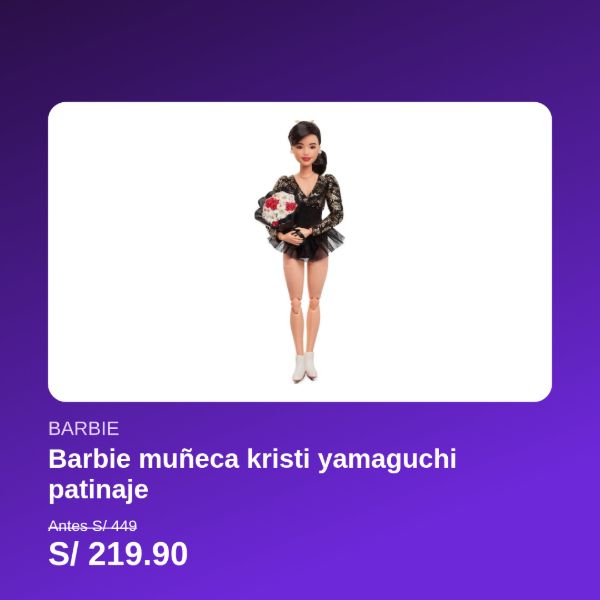 BARBIE
Barbie muñeca kristi yamaguchi
patinaje
Antes S/ 449
S/ 219.90